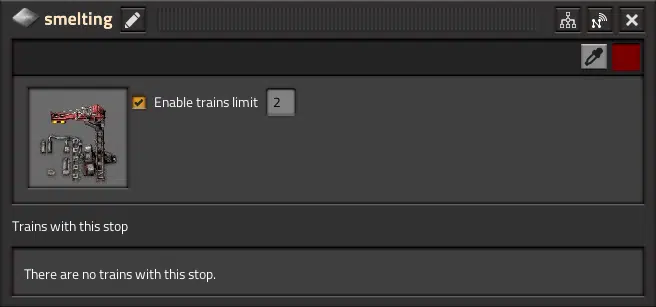 smelting
Enable trains limit 2
Trains with this stop
There are no trains with this stop.